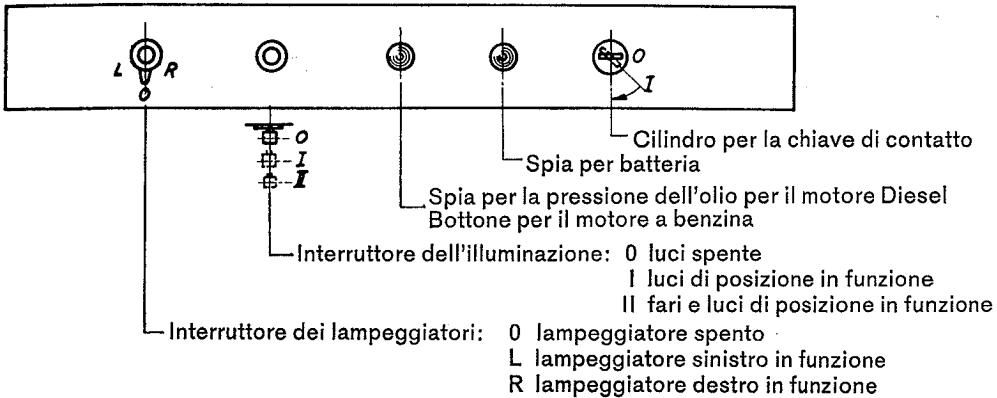 L R O
O
I
O
I
II
Cilindro per la chiave di contatto
Spia per batteria
Spia per la pressione dell'olio per il motore Diesel
Bottone per il motore a benzina
Interruttore dell'illuminazione: 0 luci spente
I luci di posizione in funzione
II fari e luci di posizione in funzione
Interruttore dei lampeggiatori: 0 lampeggiatore spento
L lampeggiatore sinistro in funzione
R lampeggiatore destro in funzione